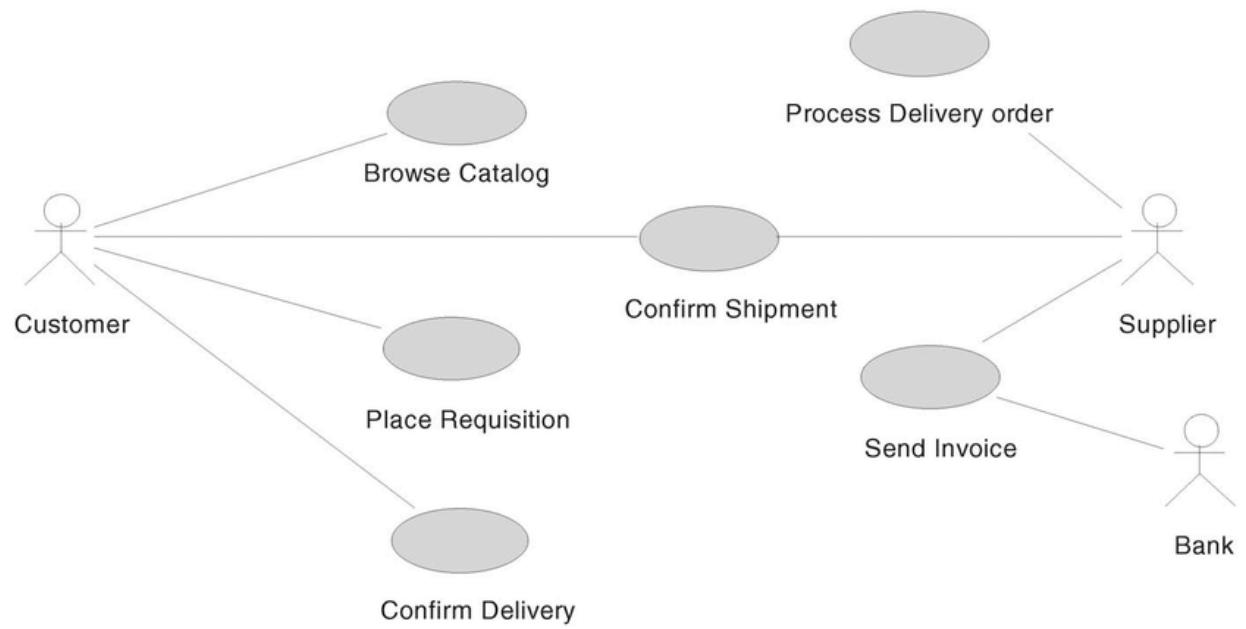 Process Delivery order
Browse Catalog
Confirm Shipment
Customer
Supplier
Place Requisition
Send Invoice
Bank
Confirm Delivery